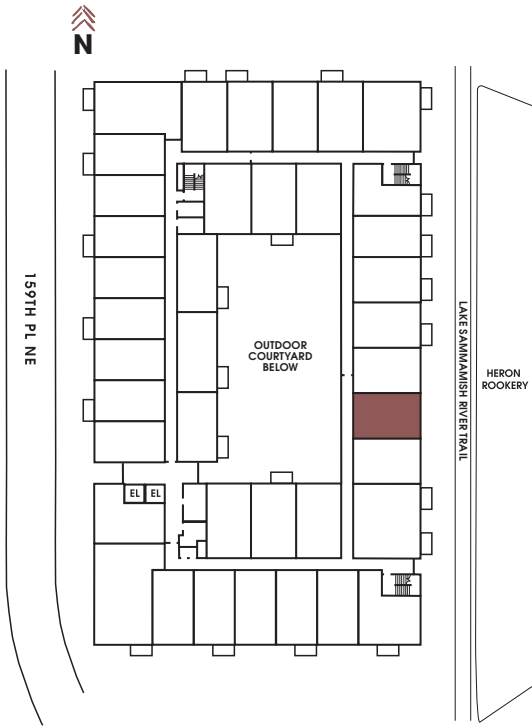 N
159TH PL NE
OUTDOOR
COURTYARD
BELOW
LAKE SAMMAMISH RIVER TRAIL
HERON
ROOKERY
EL
EL